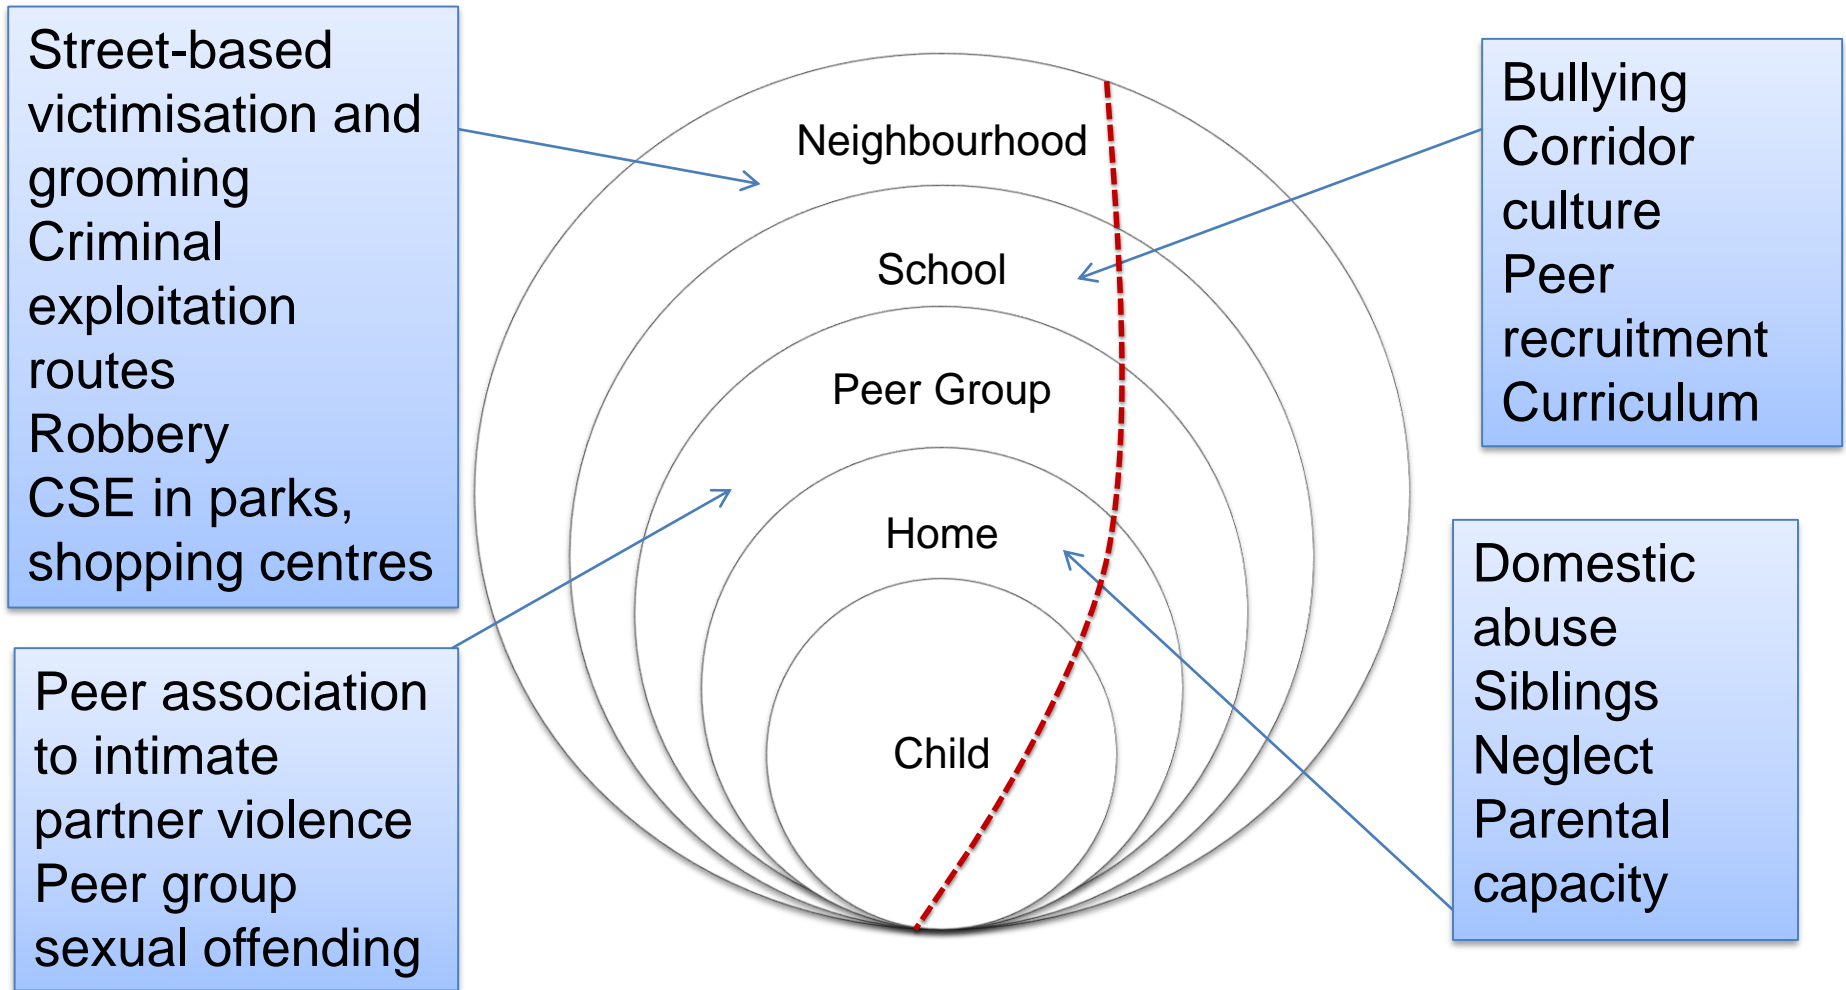 Street-based
victimisation and
grooming
Criminal
exploitation
routes
Robbery
CSE in parks,
shopping centres
Peer association
to intimate
partner violence
Peer group
sexual offending
Neighbourhood
School
Peer Group
Home
Child
Bullying
Corridor
culture
Peer
recruitment
Curriculum
Domestic
abuse
Siblings
Neglect
Parental
capacity